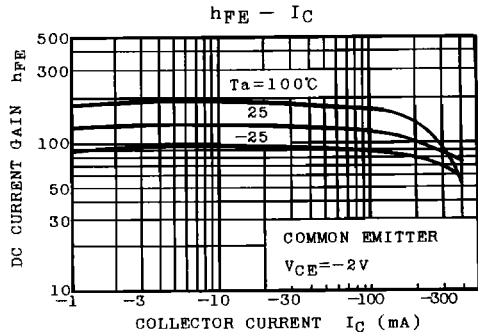 hFE - IC
DC CURRENT GAIN hFE
500
300
100
50
30
10
Ta=100℃
25
-25
COMMON EMITTER
VCE=-2V
-1
-3
-10
-30
-100
-300
COLLECTOR CURRENT IC (mA)